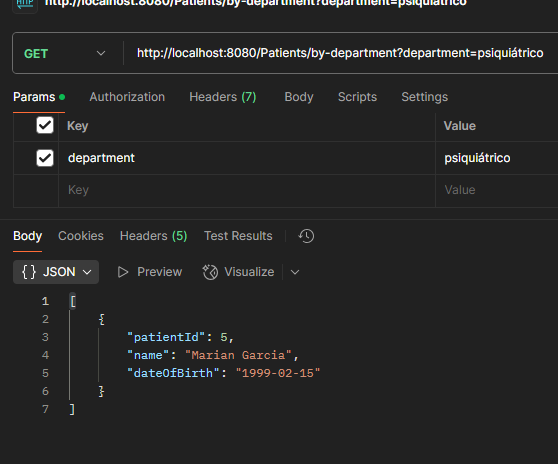 HTTP http://localhost:8080/Patients/by-department?department=psiquiátrico
GET http://localhost:8080/Patients/by-department?department=psiquiátrico
Params Authorization Headers (7) Body Scripts Settings
Key Value
department psiquiátrico
Key Value
Body Cookies Headers (5) Test Results
{ } JSON Preview Visualize
1 [
2 {
3 "patientId": 5,
4 "name": "Marian Garcia",
5 "dateOfBirth": "1999-02-15"
6 }
7 ]